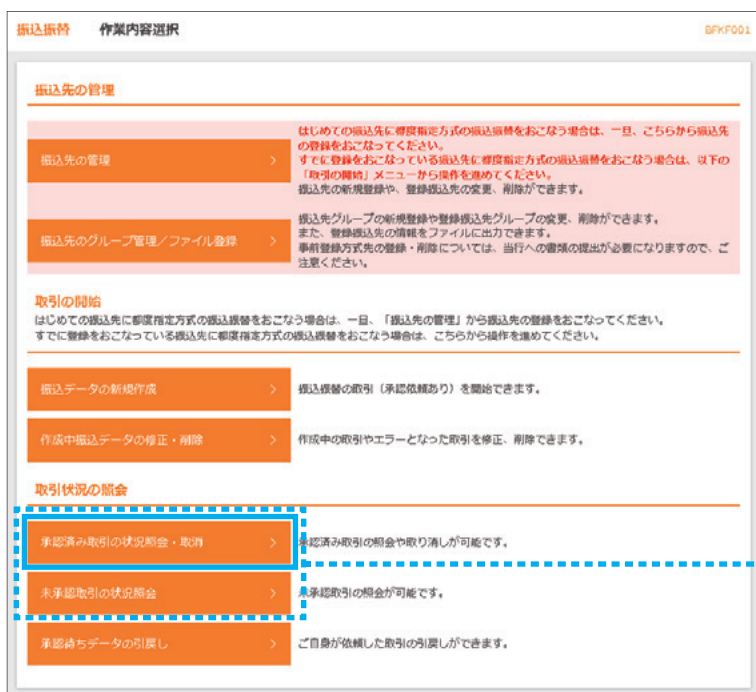 振込振替 作業内容選択 BFKF001
振込先の管理
振込先の管理 >
はじめての振込先に都度指定方式の振込振替をおこなう場合は、一旦、こちらから振込先
の登録をおこなってください。
すでに登録をおこなっている振込先に都度指定方式の振込振替をおこなう場合は、以下の
「取引の開始」メニューから操作を進めてください。
振込先の新規登録や、登録振込先の変更、削除ができます。
振込先のグループ管理/ファイル登録 >
振込先グループの新規登録や登録振込先グループの変更、削除ができます。
また、登録振込先の情報をファイルに出力できます。
事前登録方式先の登録・削除については、当行への書類の提出が必要になりますので、ご
注意ください。
取引の開始
はじめての振込先に都度指定方式の振込振替をおこなう場合は、一旦、「振込先の管理」から振込先の登録をおこなってください。
すでに登録をおこなっている振込先に都度指定方式の振込振替をおこなう場合は、こちらから操作を進めてください。
振込データの新規作成 > 振込振替の取引（承認依頼あり）を開始できます。
作成中振込データの修正・削除 > 作成中の取引やエラーとなった取引を修正、削除できます。
取引状況の照会
承認済み取引の状況照会・取消 > 承認済み取引の照会や取り消しが可能です。
未承認取引の状況照会 > 未承認取引の照会が可能です。
承認待ちデータの引戻し > ご自身が依頼した取引の引戻しができます。